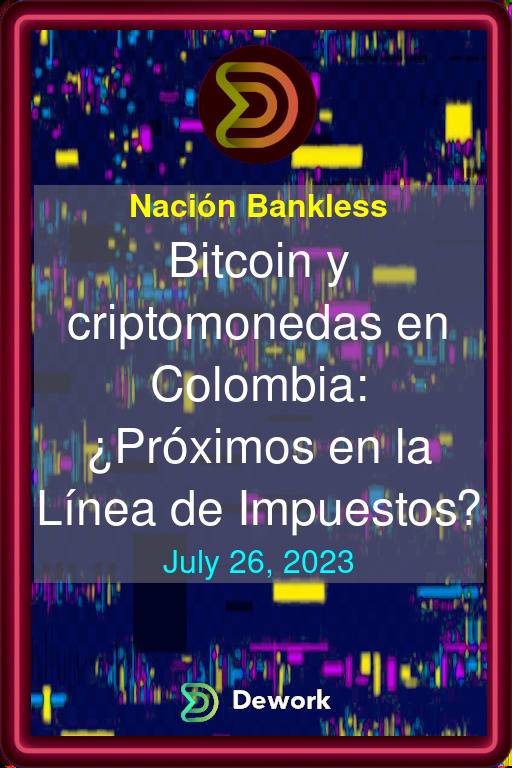 Nación Bankless
Bitcoin y
criptomonedas en
Colombia:
¿Próximos en la
Línea de Impuestos?
July 26, 2023
Dework